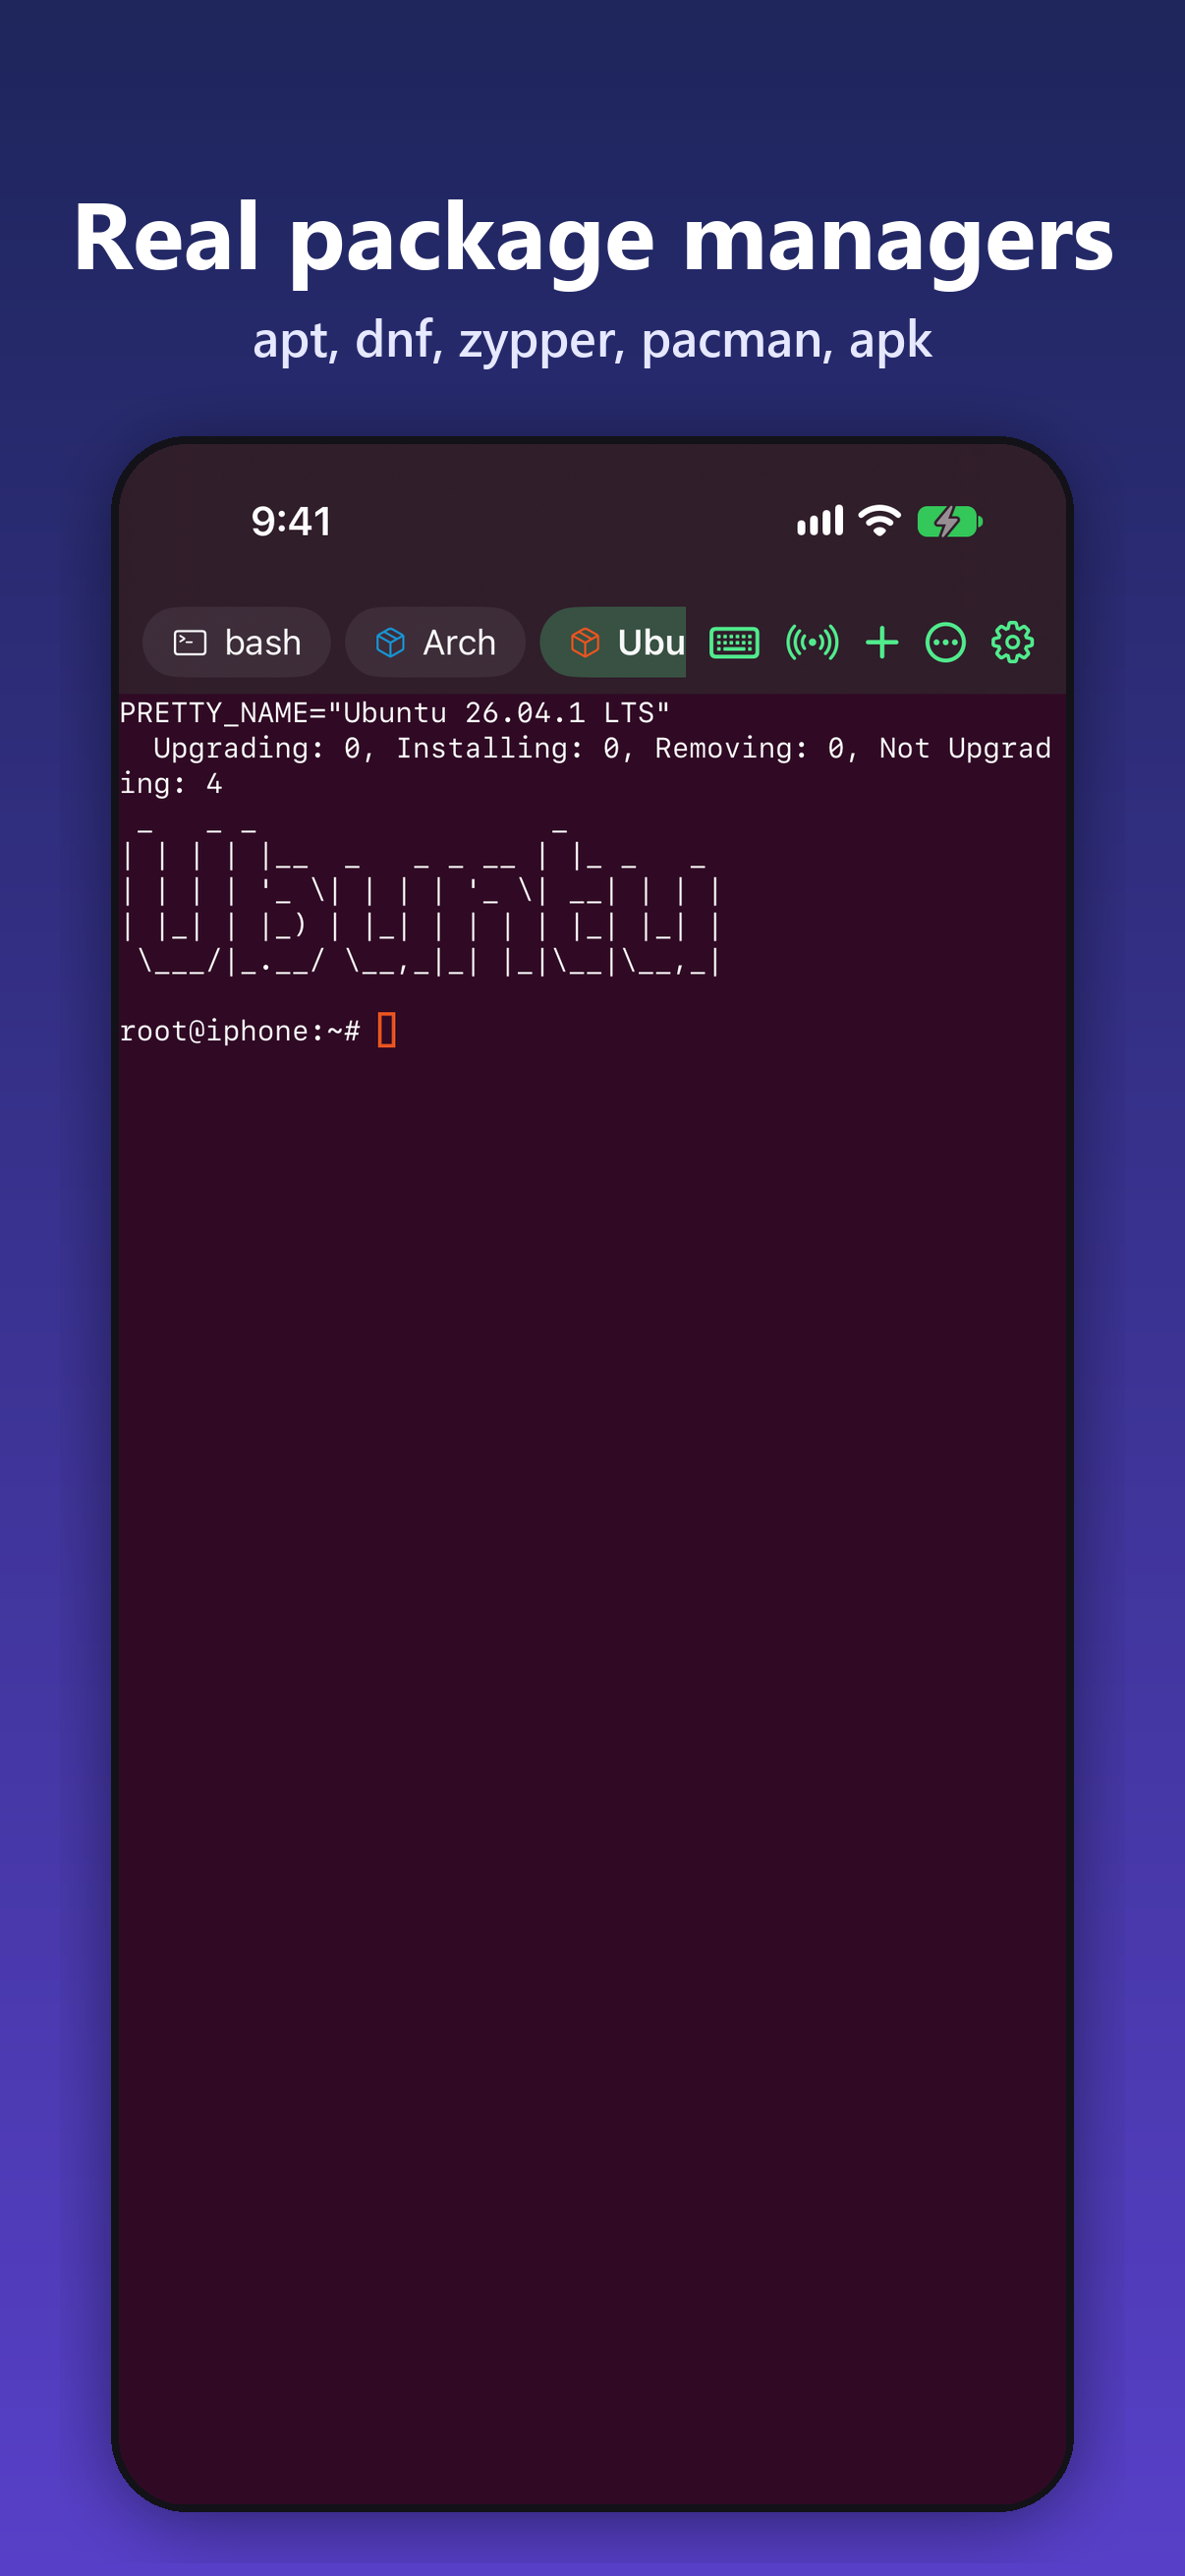 Real package managers
apt, dnf, zypper, pacman, apk
9:41
bash Arch Ubu
PRETTY_NAME="Ubuntu 26.04.1 LTS"
  Upgrading: 0, Installing: 0, Removing: 0, Not Upgrad
ing: 4
Ubuntu
root@iphone:~#